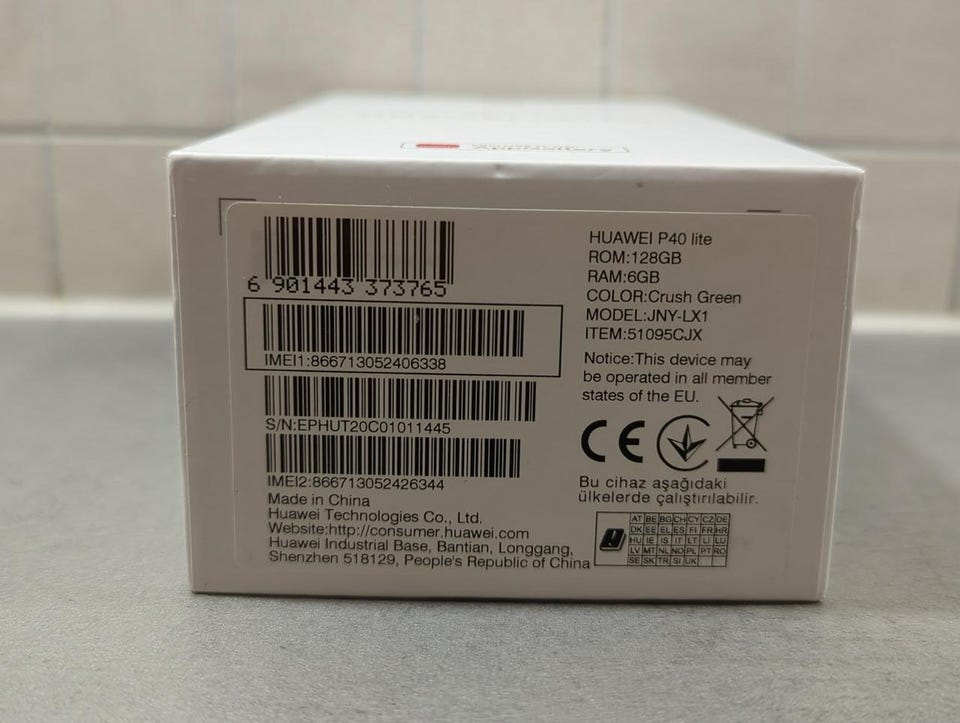 AppGallery
6 901443 373765
IMEI1:866713052406338
S/N:EPHUT20C01011445
IMEI2:866713052426344
Made in China
Huawei Technologies Co., Ltd.
Website:http://consumer.huawei.com
Huawei Industrial Base, Bantian, Longgang,
Shenzhen 518129, People's Republic of China
HUAWEI P40 lite
ROM:128GB
RAM:6GB
COLOR:Crush Green
MODEL:JNY-LX1
ITEM:51095CJX
Notice:This device may
be operated in all member
states of the EU.
CE
Bu cihaz aşağıdaki
ülkelerde çalıştırılabilir.
AT BE BG CH CY CZ DE
DK EE EL ES FI FR HR
HU IE IS IT LT LI LU
LV MT NL NO PL PT RO
SE SK TR SI UK